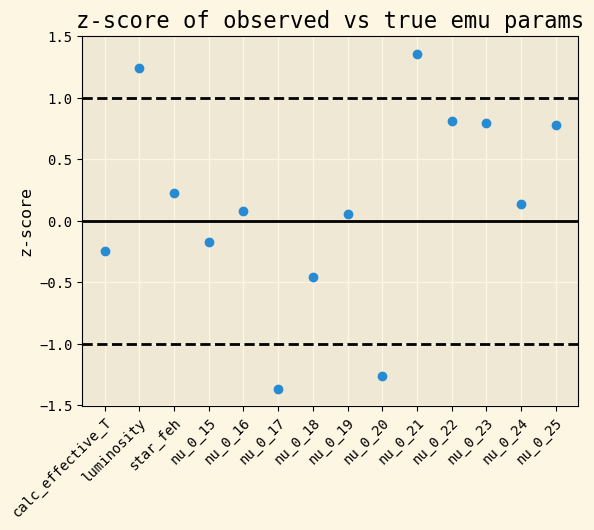 z-score of observed vs true emu params
z-score
1.5
1.0
0.5
0.0
−0.5
−1.0
−1.5
calc_effective_T
luminosity
star_feh
nu_0_15
nu_0_16
nu_0_17
nu_0_18
nu_0_19
nu_0_20
nu_0_21
nu_0_22
nu_0_23
nu_0_24
nu_0_25